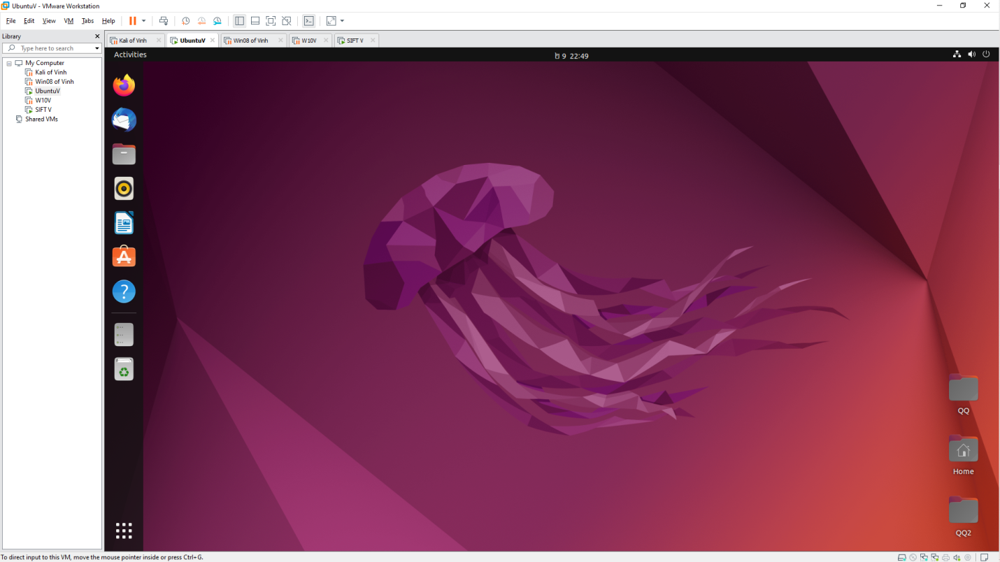 UbuntuV - VMware Workstation
File Edit View VM Tabs Help
Library
Type here to search
My Computer
Kali of Vinh
Win08 of Vinh
UbuntuV
W10V
SIFT V
Shared VMs
Kali of Vinh UbuntuV Win08 of Vinh W10V SIFT V
Activities
9 22:49
QQ
Home
QQ2
To direct input to this VM, move the mouse pointer inside or press Ctrl+G.